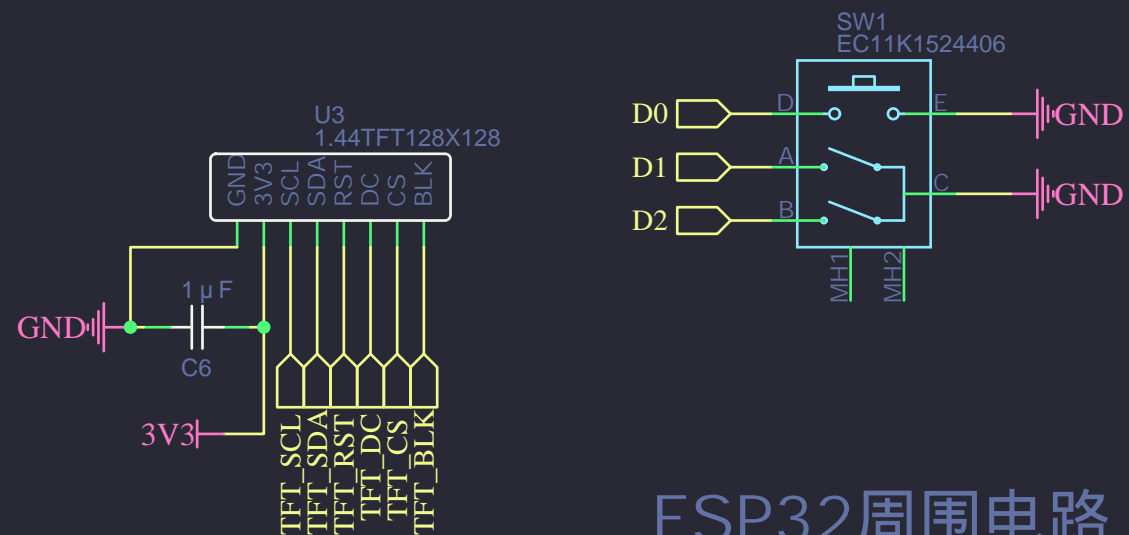 SW1
EC11K1524406
D0
D
E
GND
D1
A
C
GND
D2
B
MH1
MH2
U3
1.44TFT128X128
GND
3V3
SCL
SDA
RST
DC
CS
BLK
1µF
GND
C6
3V3
TFT_SCL
TFT_SDA
TFT_RST
TFT_DC
TFT_CS
TFT_BLK
ESP32周围电路